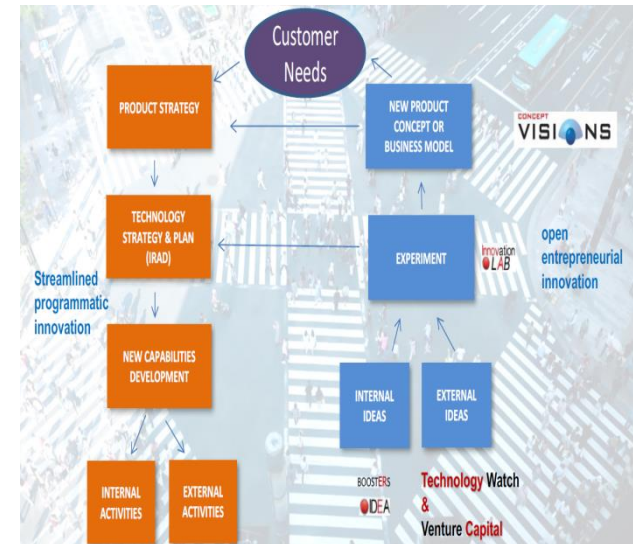 Customer
Needs
PRODUCT STRATEGY
NEW PRODUCT
CONCEPT OR
BUSINESS MODEL
CONCEPT
VISIONS
TECHNOLOGY
STRATEGY & PLAN
(IRAD)
EXPERIMENT
Innovation
LAB
open
entrepreneurial
innovation
Streamlined
programmatic
innovation
NEW CAPABILITIES
DEVELOPMENT
INTERNAL
IDEAS
EXTERNAL
IDEAS
INTERNAL
ACTIVITIES
EXTERNAL
ACTIVITIES
BOOSTERS
IDEA
Technology Watch
&
Venture Capital